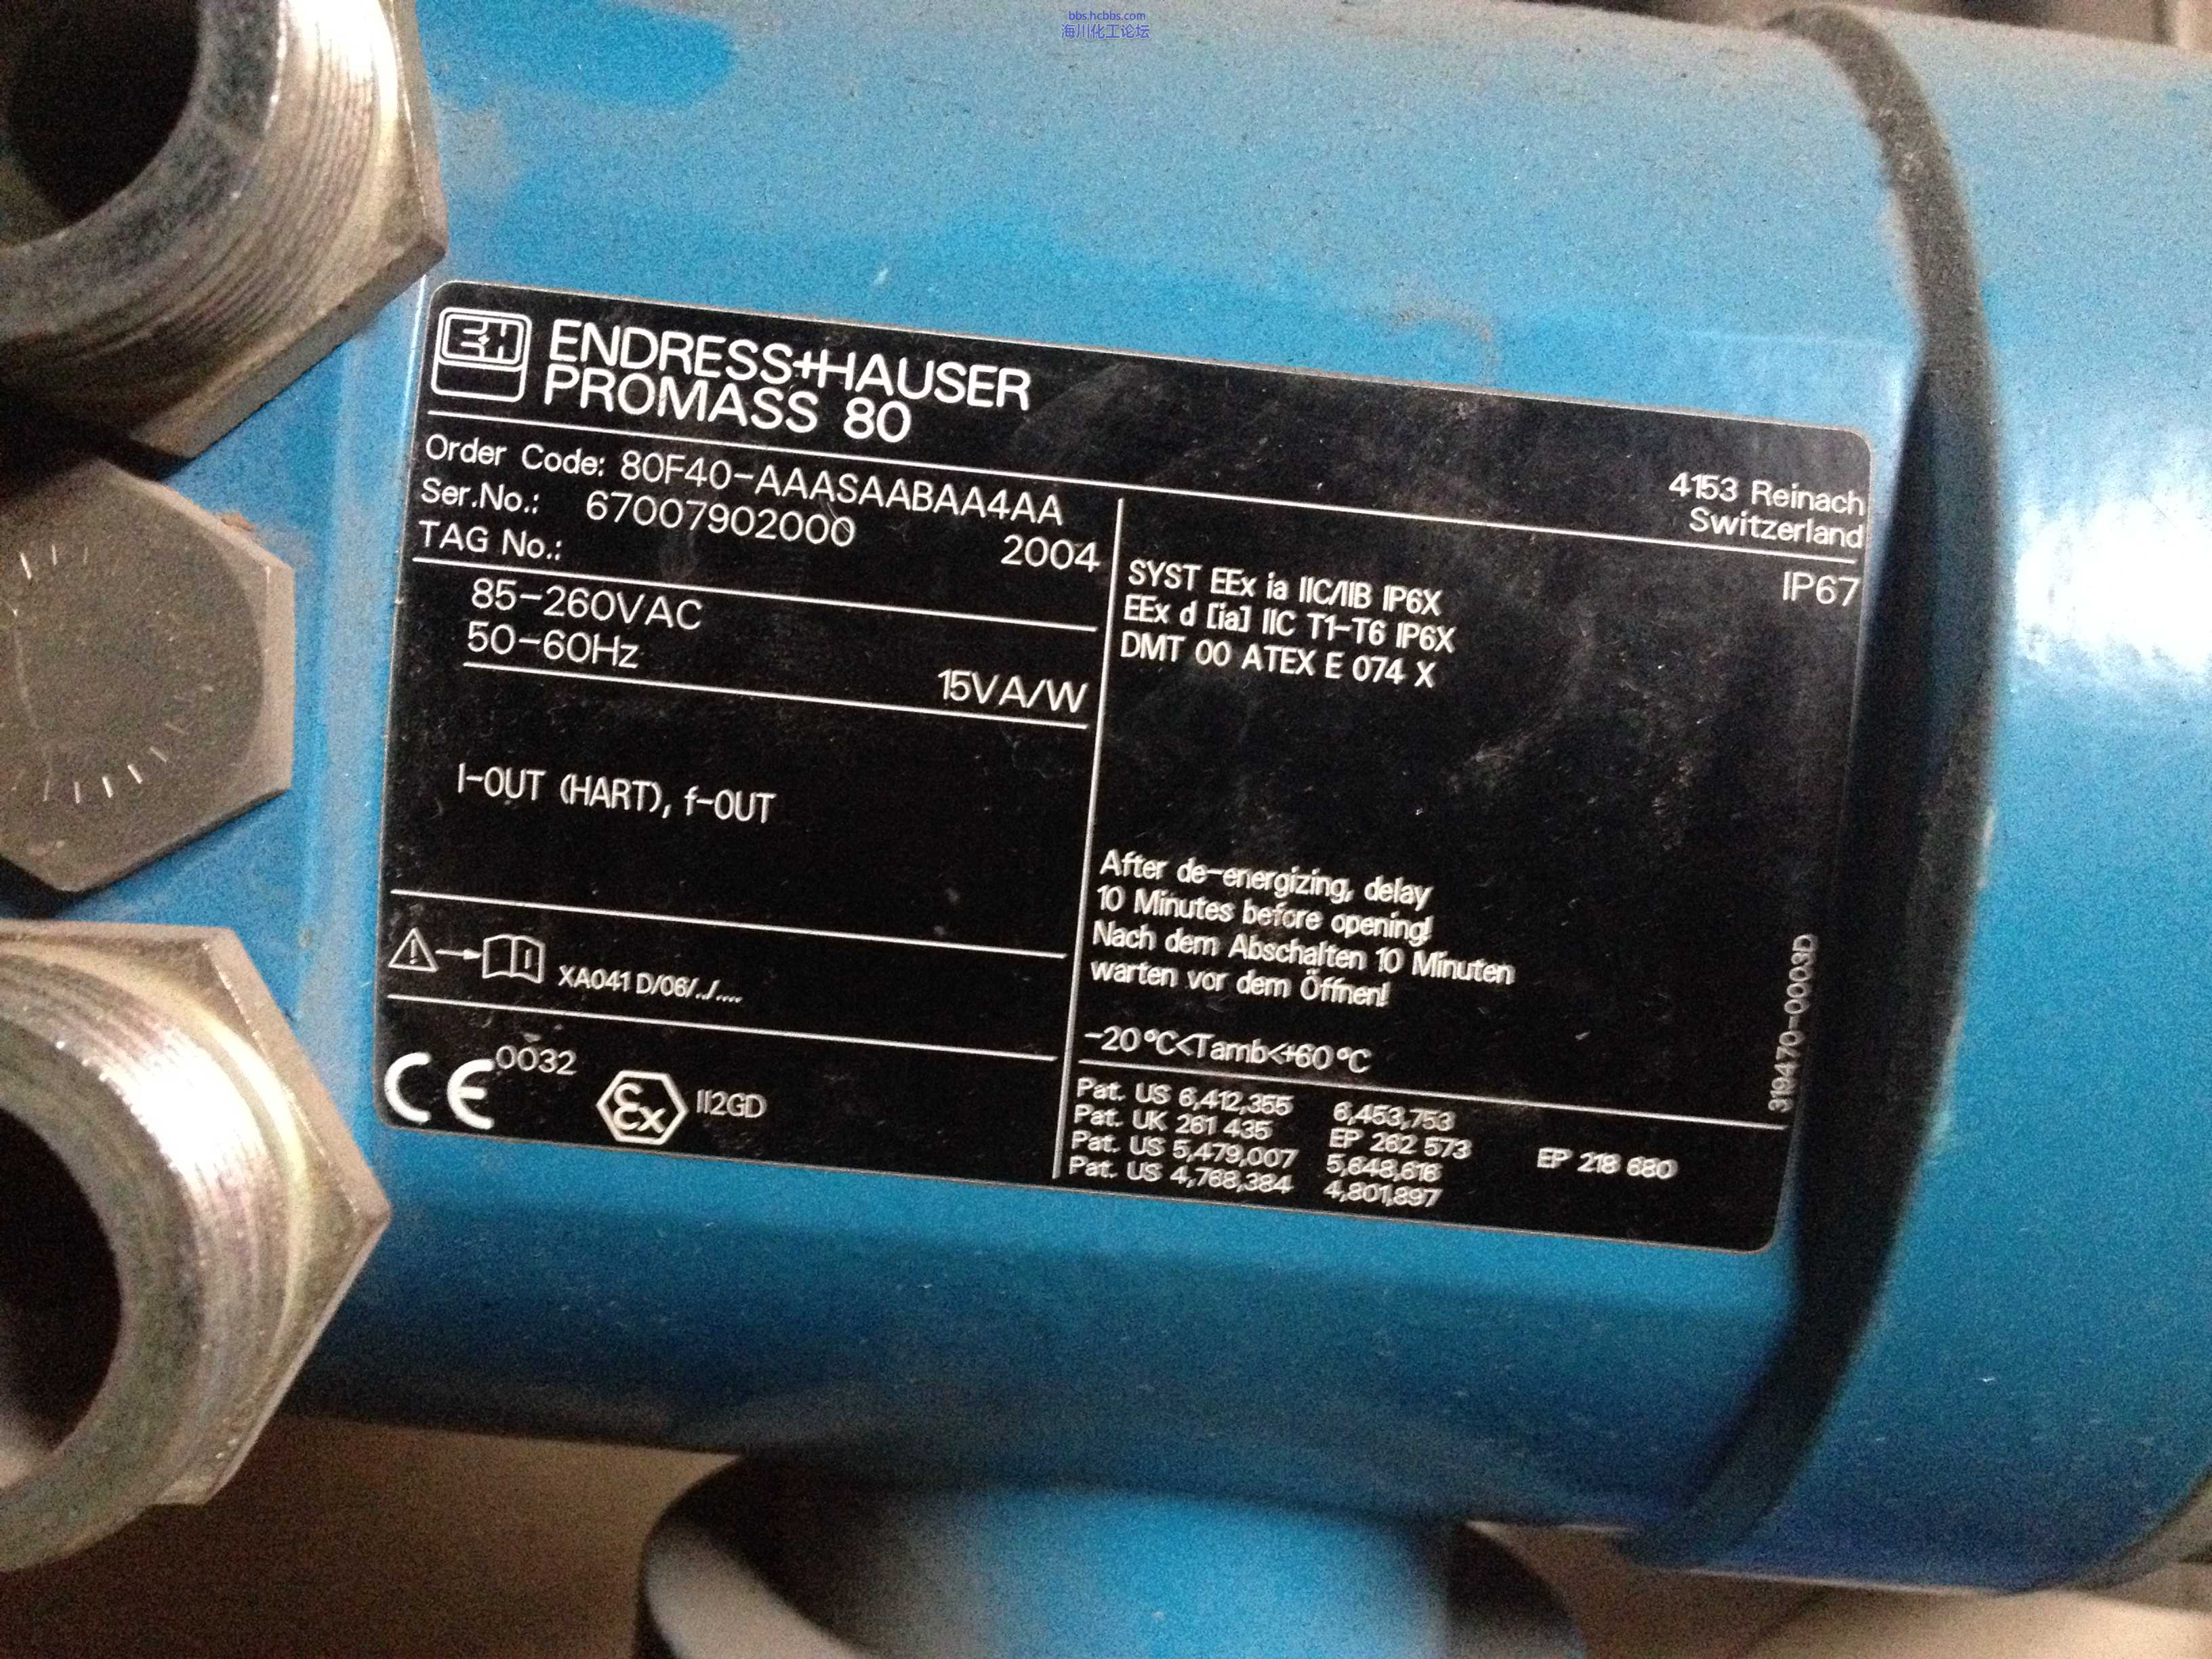 bbs.hcbbs.com
海川化工论坛
E+H
ENDRESS+HAUSER
PROMASS 80
4153 Reinach
Switzerland
Order Code: 80F40-AAASAABAA4AA
Ser.No.: 67007902000 2004
TAG No.:
85-260VAC
50-60Hz
15VA/W
I-OUT (HART), f-OUT
XA041 D/06/../....
CE 0032
Ex II2GD
IP67
SYST EEx ia IIC/IIB IP6X
EEx d [ia] IIC T1-T6 IP6X
DMT 00 ATEX E 074 X
After de-energizing, delay
10 Minutes before opening!
Nach dem Abschalten 10 Minuten
warten vor dem Öffnen!
-20°C<Tamb<+60°C
Pat. US 6,412,355 6,453,753
Pat. UK 261 435 EP 262 573 EP 218 680
Pat. US 5,479,007 5,648,616
Pat. US 4,768,384 4,801,897
319470-0003D